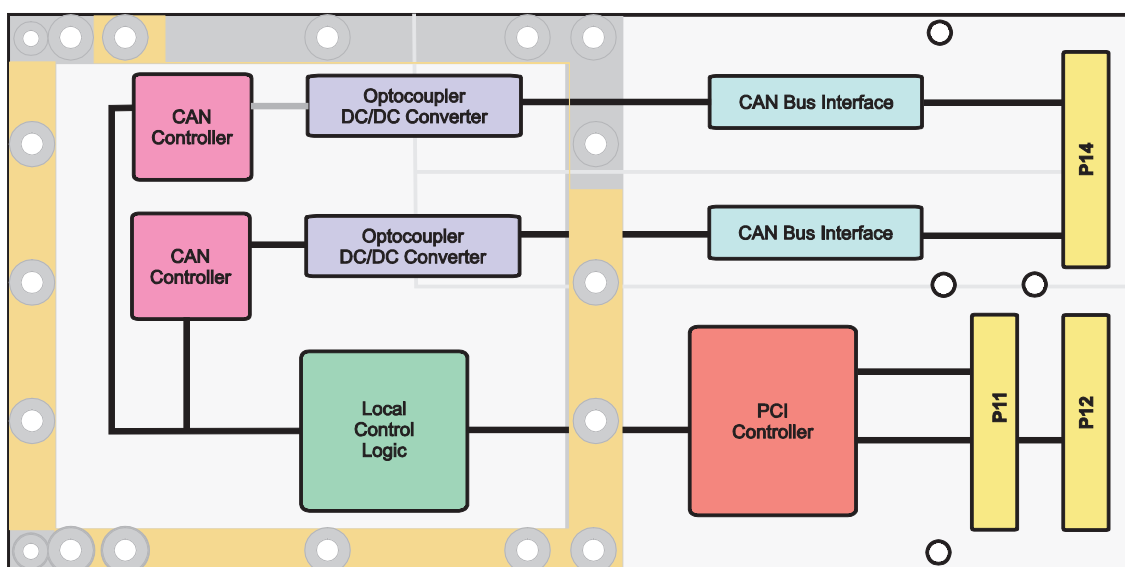 CAN
Controller
Optocoupler
DC/DC Converter
CAN Bus Interface
P14
CAN
Controller
Optocoupler
DC/DC Converter
CAN Bus Interface
Local
Control
Logic
PCI
Controller
P11
P12